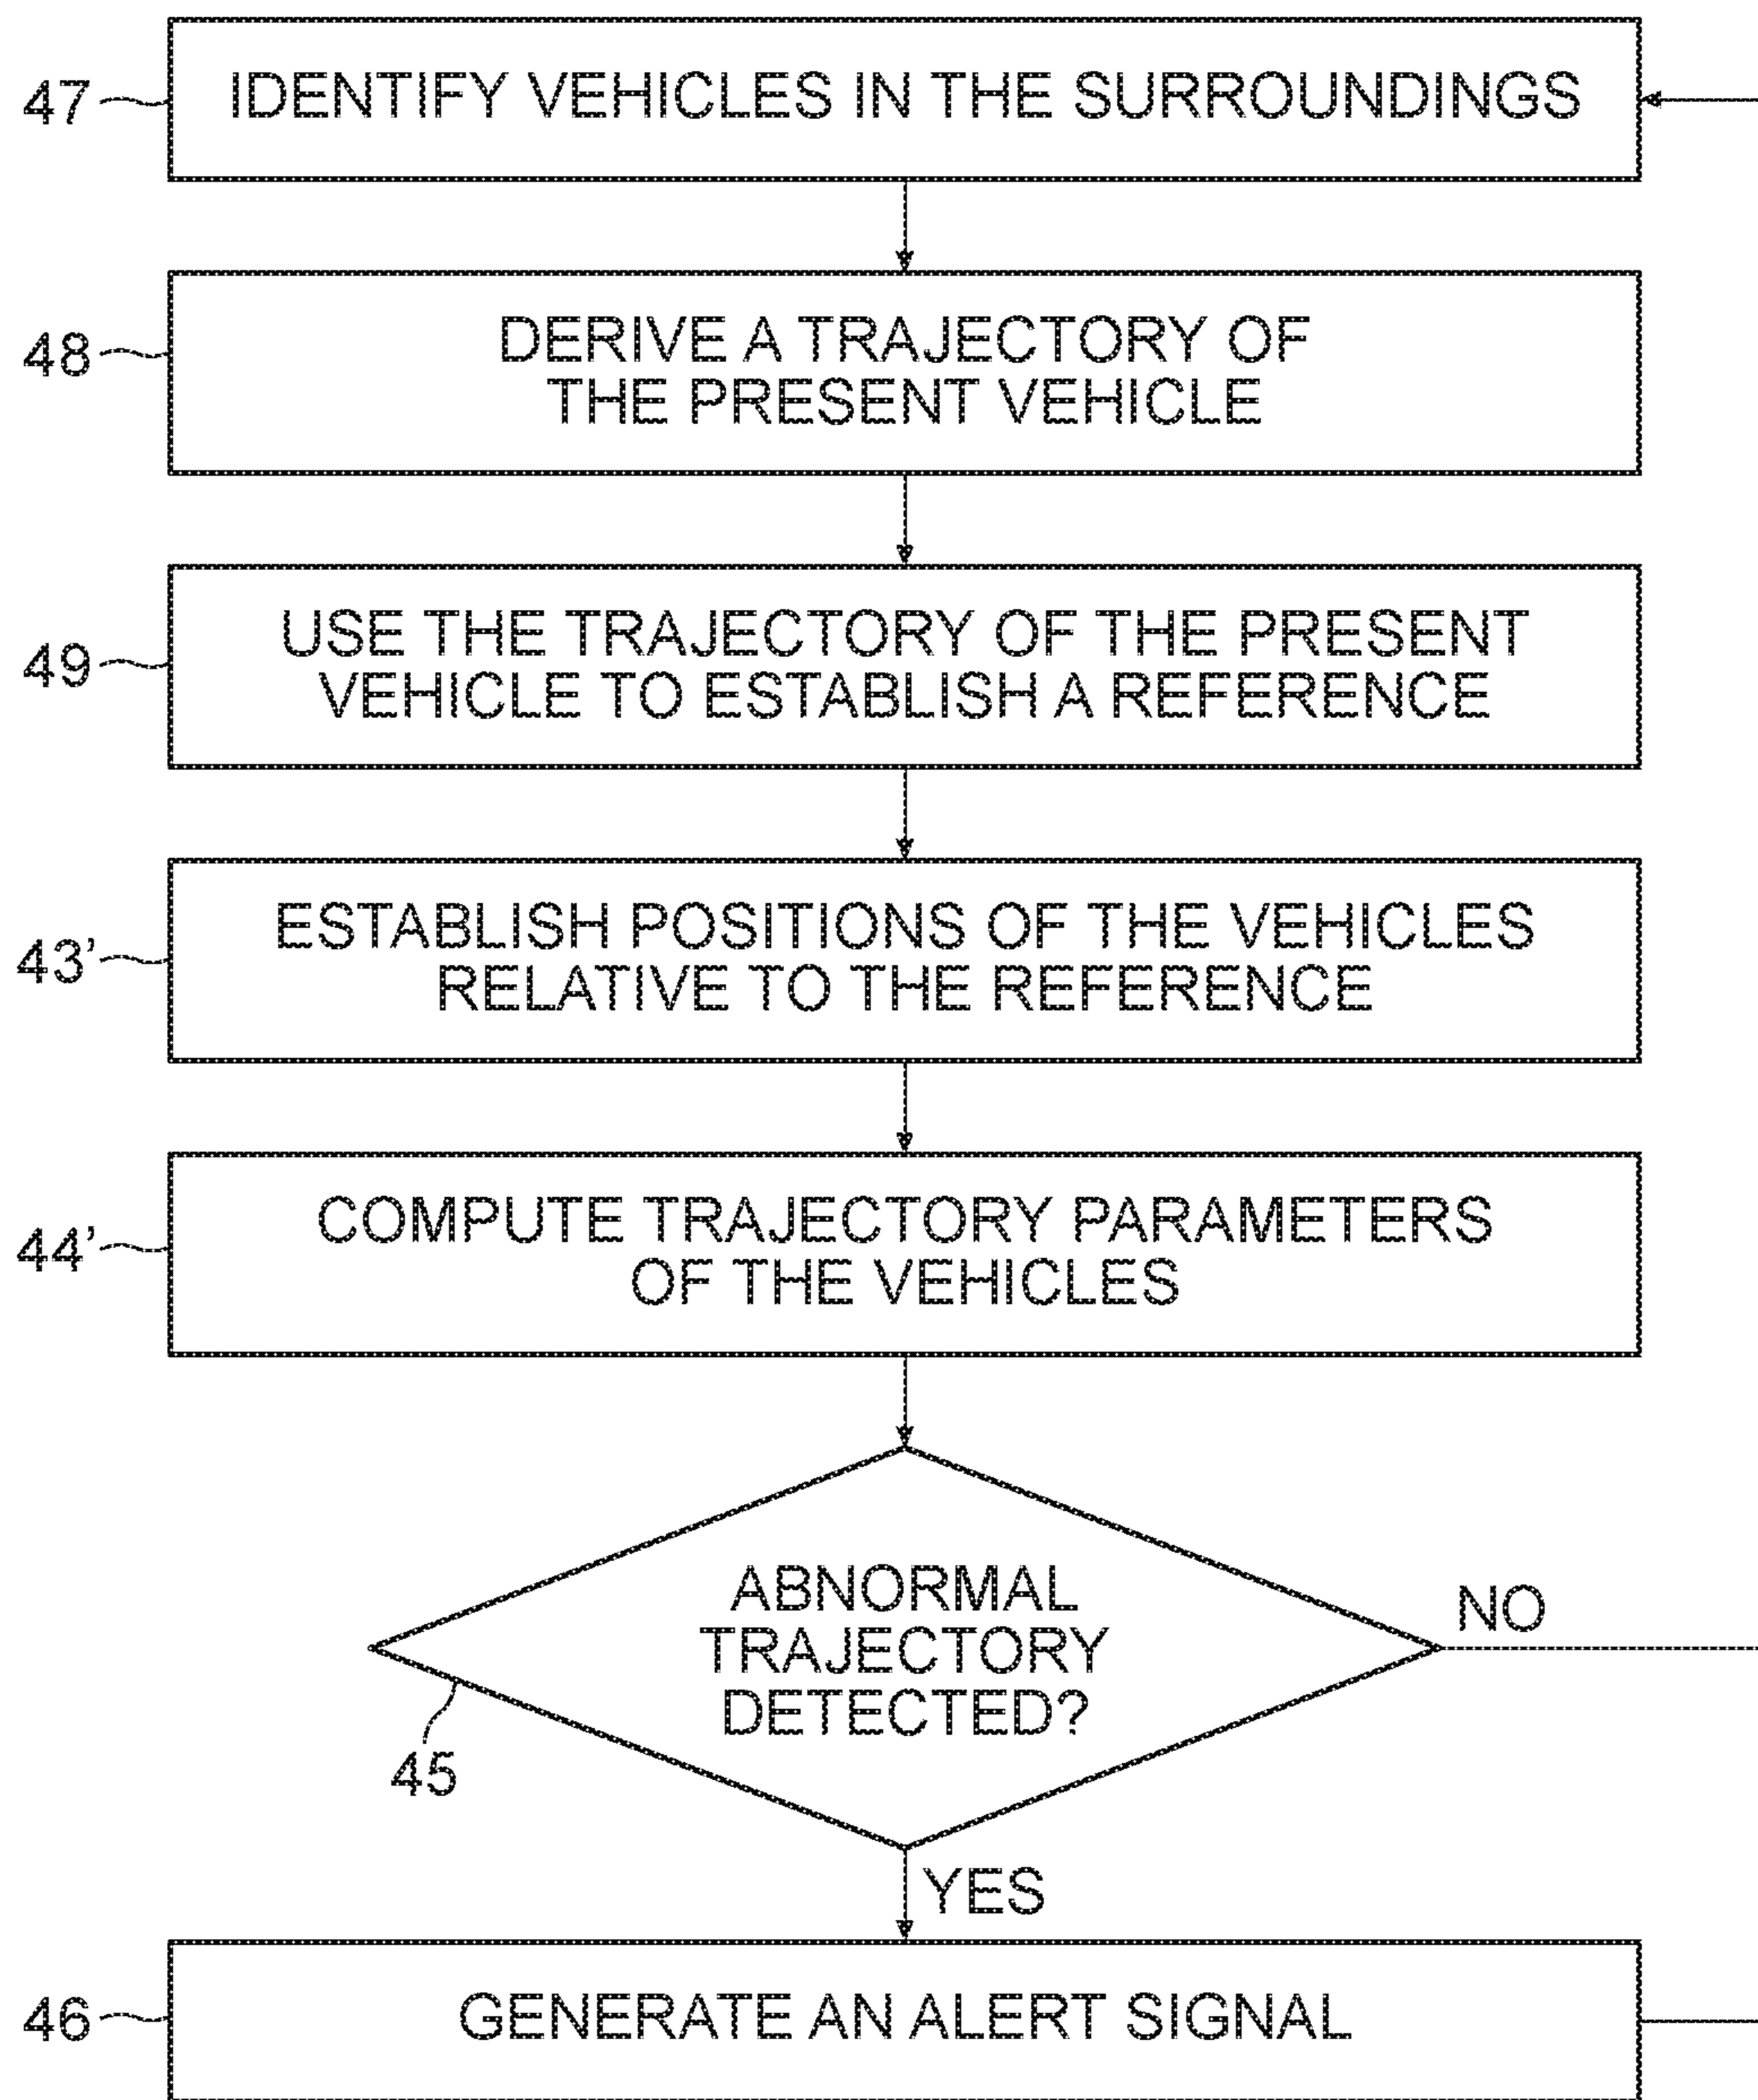 47
IDENTIFY VEHICLES IN THE SURROUNDINGS
48
DERIVE A TRAJECTORY OF
THE PRESENT VEHICLE
49
USE THE TRAJECTORY OF THE PRESENT
VEHICLE TO ESTABLISH A REFERENCE
43'
ESTABLISH POSITIONS OF THE VEHICLES
RELATIVE TO THE REFERENCE
44'
COMPUTE TRAJECTORY PARAMETERS
OF THE VEHICLES
ABNORMAL
TRAJECTORY
DETECTED?
NO
45
YES
46
GENERATE AN ALERT SIGNAL